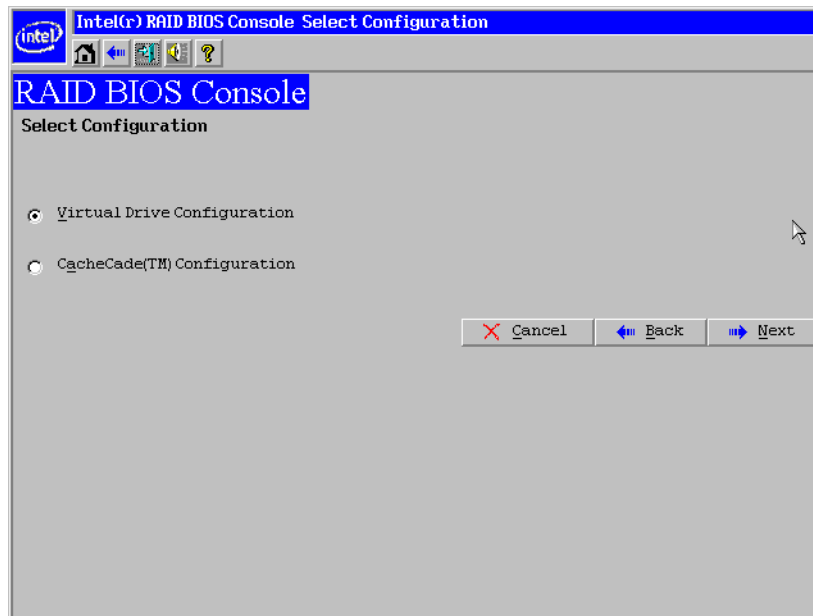 Intel(r) RAID BIOS Console Select Configuration
intel
RAID BIOS Console
Select Configuration
Virtual Drive Configuration
CacheCade(TM) Configuration
Cancel
Back
Next